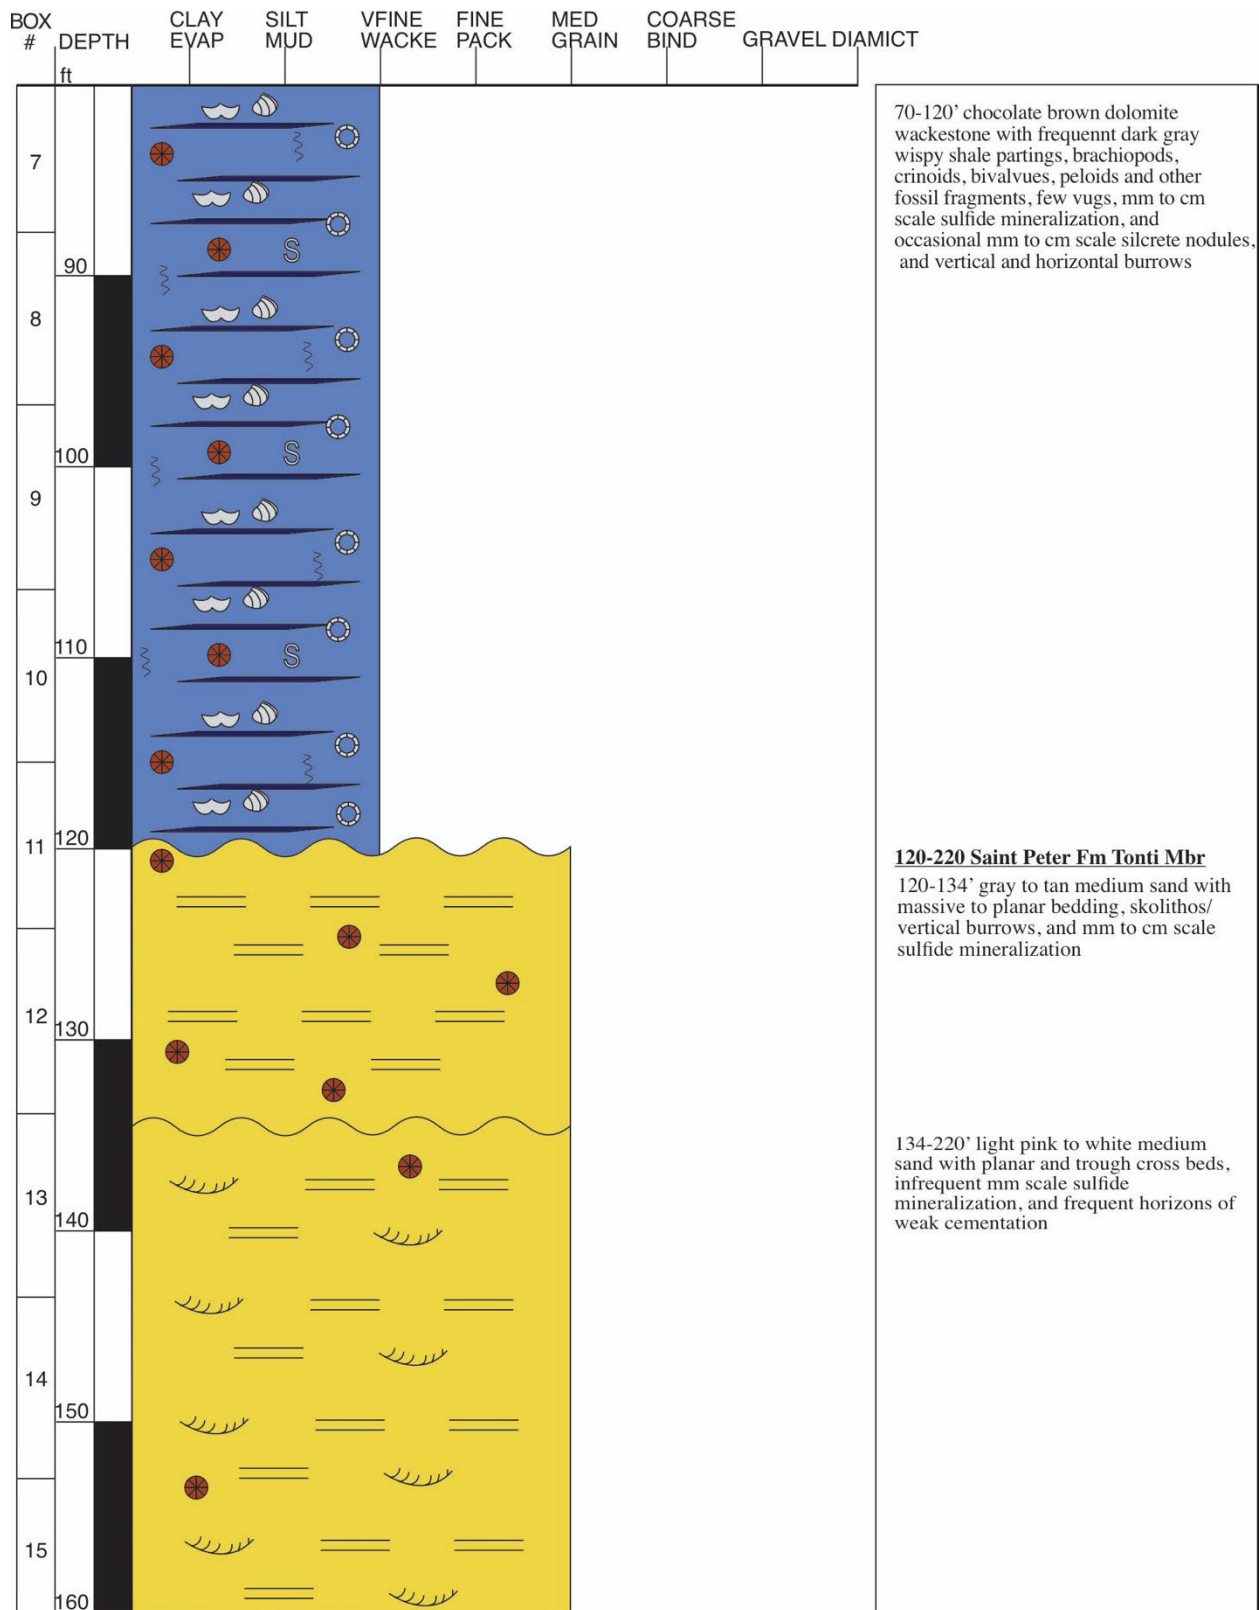 BOX
#
DEPTH
CLAY
EVAP
SILT
MUD
VFINE
WACKE
FINE
PACK
MED
GRAIN
COARSE
BIND
GRAVEL DIAMICT
ft
70-120’ chocolate brown dolomite
wackestone with frequennt dark gray
wispy shale partings, brachiopods,
crinoids, bivalvues, peloids and other
fossil fragments, few vugs, mm to cm
scale sulfide mineralization, and
occasional mm to cm scale silcrete nodules,
and vertical and horizontal burrows
7
S
90
8
S
100
9
S
110
10
120
11
120-220 Saint Peter Fm Tonti Mbr
120-134’ gray to tan medium sand with
massive to planar bedding, skolithos/
vertical burrows, and mm to cm scale
sulfide mineralization
12
130
134-220’ light pink to white medium
sand with planar and trough cross beds,
infrequent mm scale sulfide
mineralization, and frequent horizons of
weak cementation
13
140
14
150
15
160